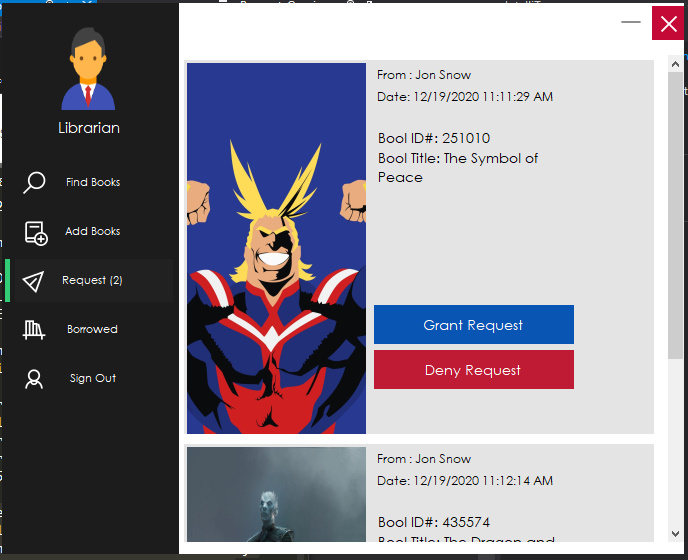 Librarian
Find Books
Add Books
Request (2)
Borrowed
Sign Out
From : Jon Snow
Date: 12/19/2020 11:11:29 AM
Bool ID#: 251010
Bool Title: The Symbol of
Peace
Grant Request
Deny Request
From : Jon Snow
Date: 12/19/2020 11:12:14 AM
Bool ID#: 435574
Bool Title: The Dragon and